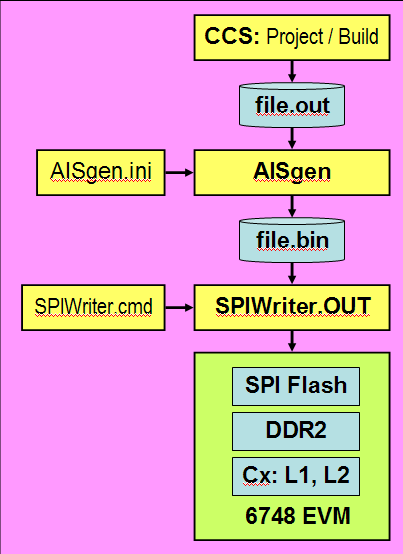 CCS: Project / Build
file.out
AISgen.ini
AISgen
file.bin
SPIWriter.cmd
SPIWriter.OUT
SPI Flash
DDR2
Cx: L1, L2
6748 EVM